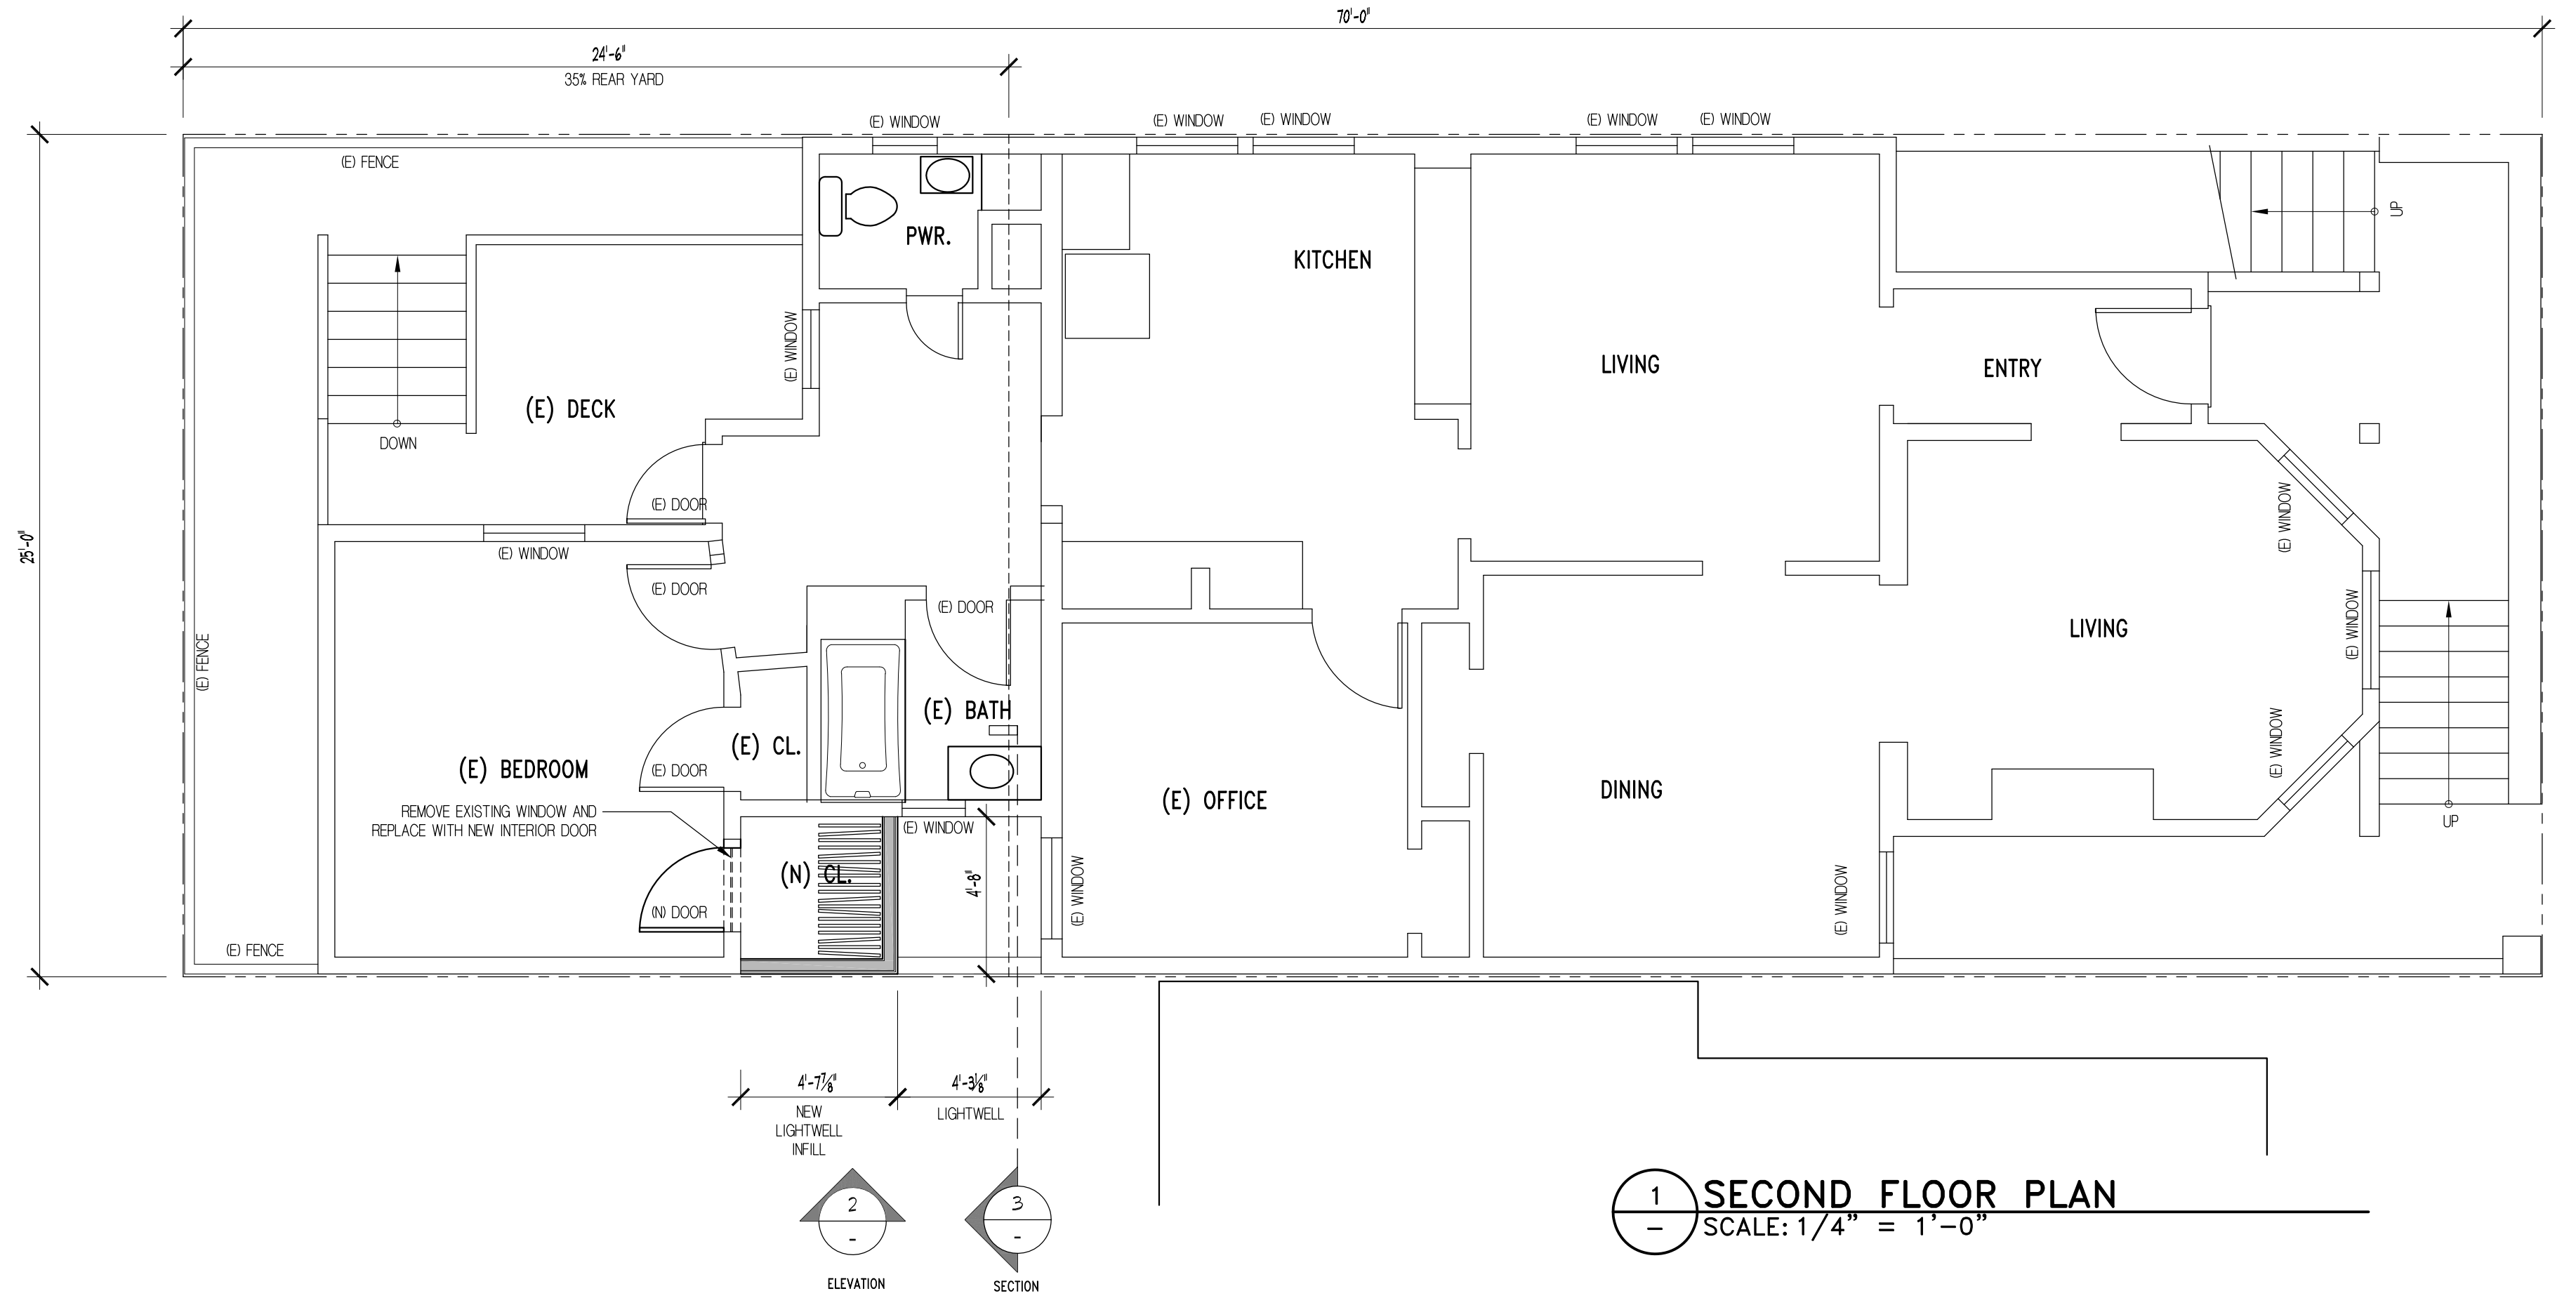 70'-0"
24'-6"
35% REAR YARD
(E) WINDOW
(E) WINDOW
(E) WINDOW
(E) WINDOW
(E) WINDOW
(E) FENCE
UP
PWR.
KITCHEN
(E) WINDOW
LIVING
ENTRY
(E) DECK
DOWN
(E) DOOR
(E) WINDOW
(E) WINDOW
25'-0"
(E) DOOR
(E) DOOR
(E) WINDOW
LIVING
(E) FENCE
(E) BATH
(E) CL.
(E) WINDOW
(E) BEDROOM
(E) DOOR
(E) OFFICE
DINING
REMOVE EXISTING WINDOW AND
REPLACE WITH NEW INTERIOR DOOR
(E) WINDOW
UP
(N) CL.
4'-8"
(E) WINDOW
(E) WINDOW
(N) DOOR
(E) FENCE
4'-7⅞"
NEW
LIGHTWELL
INFILL
4'-3⅛"
LIGHTWELL
2
-
ELEVATION
3
-
SECTION
1
-
SECOND FLOOR PLAN
SCALE: 1/4" = 1'-0"